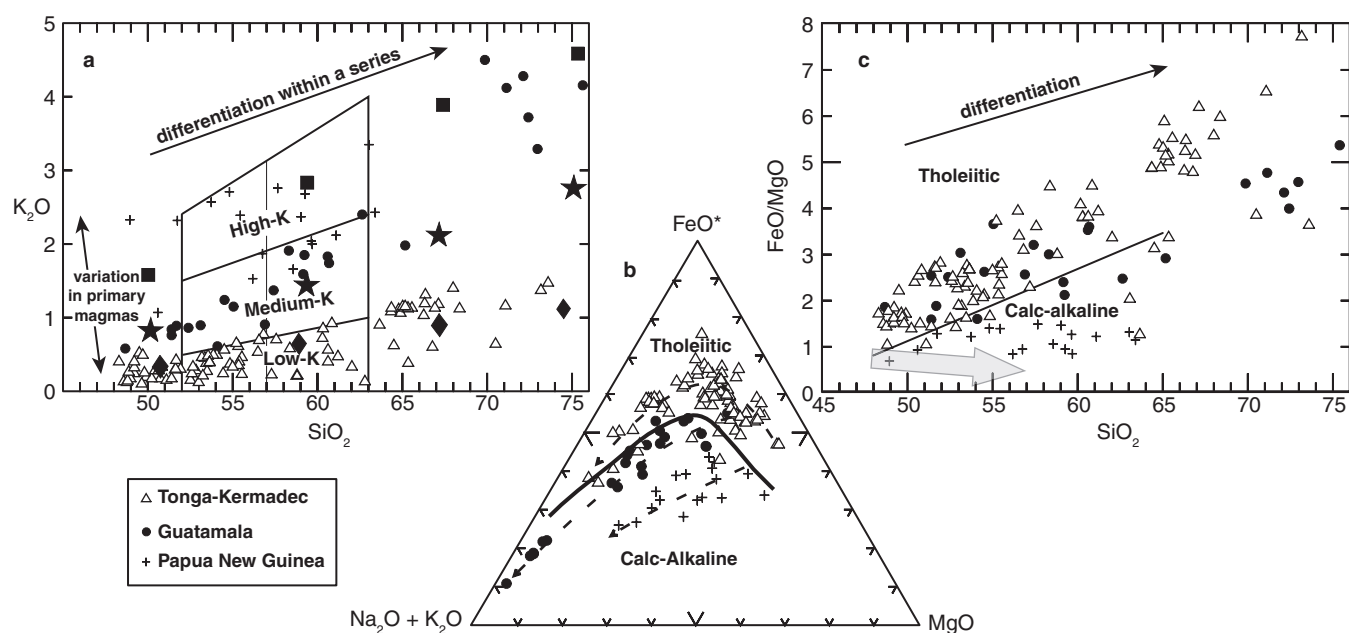 5
4
3
2
1
0
K₂O
a
differentiation within a series
variation
in primary
magmas
High-K
Medium-K
Low-K
50
55
60
65
70
75
SiO₂
8
7
6
5
4
3
2
1
0
FeO/MgO
c
differentiation
Tholeiitic
Calc-alkaline
45
50
55
60
65
70
75
SiO₂
FeO*
b
Tholeiitic
Calc-Alkaline
Na₂O + K₂O
MgO
Tonga-Kermadec
Guatamala
Papua New Guinea